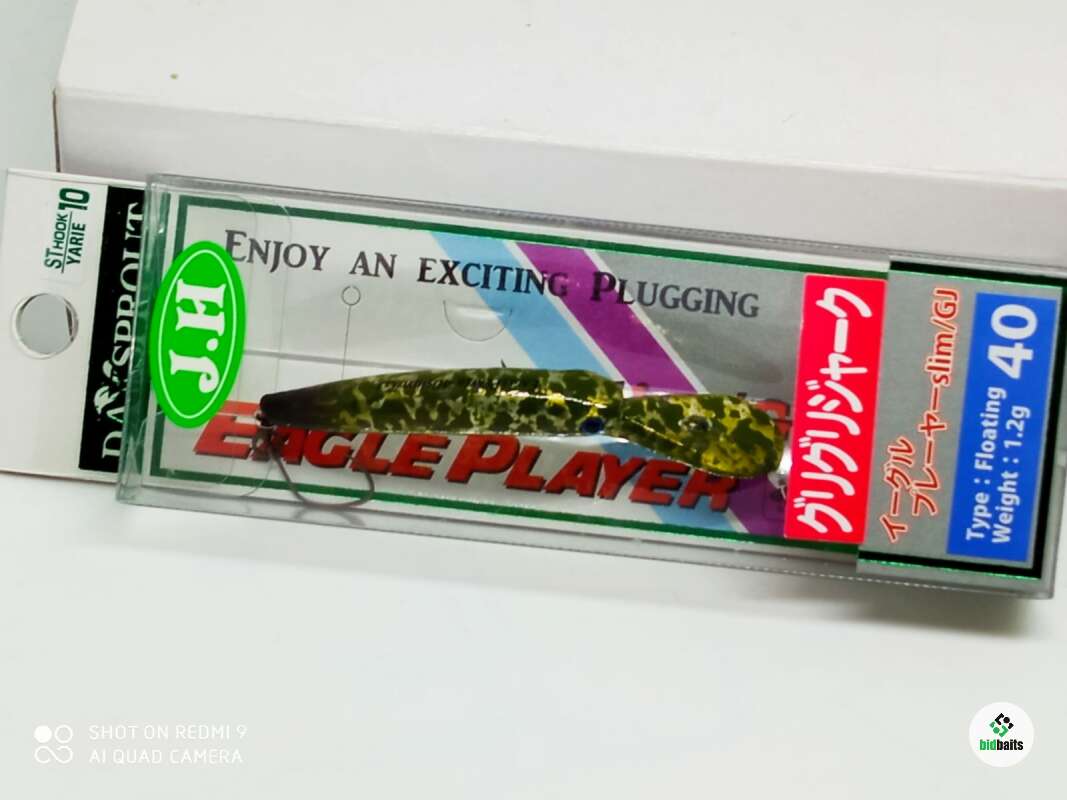 ST HOOK
YARIE
10
DAYSPROUT
J.H
ENJOY AN EXCITING PLUGGING
EAGLE PLAYER
グリグリジャーク
イーグル
プレーヤーslim/GJ
Type : Floating
Weight : 1.2g
40
SHOT ON REDMI 9
AI QUAD CAMERA
bidbaits